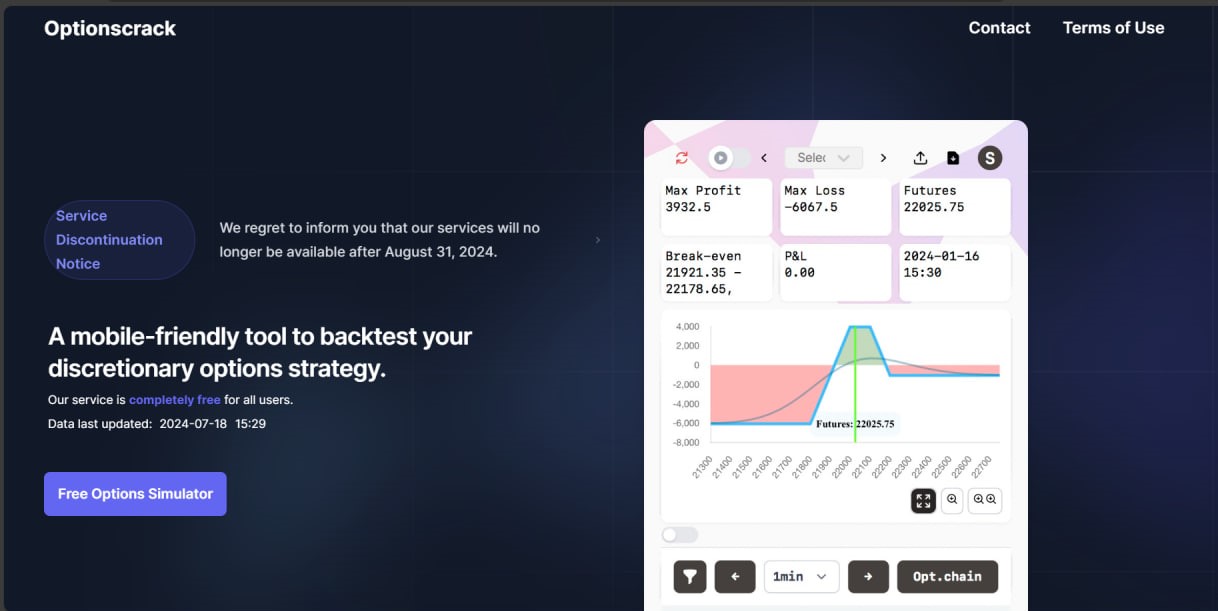 Optionscrack
Contact
Terms of Use
Service
Discontinuation
Notice
We regret to inform you that our services will no
longer be available after August 31, 2024.
A mobile-friendly tool to backtest your
discretionary options strategy.
Our service is completely free for all users.
Data last updated: 2024-07-18 15:29
Free Options Simulator
Selec
S
Max Profit
3932.5
Max Loss
-6067.5
Futures
22025.75
Break-even
21921.35 -
22178.65,
P&L
0.00
2024-01-16
15:30
4,000
2,000
0
-2,000
-4,000
-6,000
-8,000
Futures: 22025.75
21300
21400
21500
21600
21700
21800
21900
22000
22100
22200
22300
22400
22500
22600
22700
1min
Opt.chain